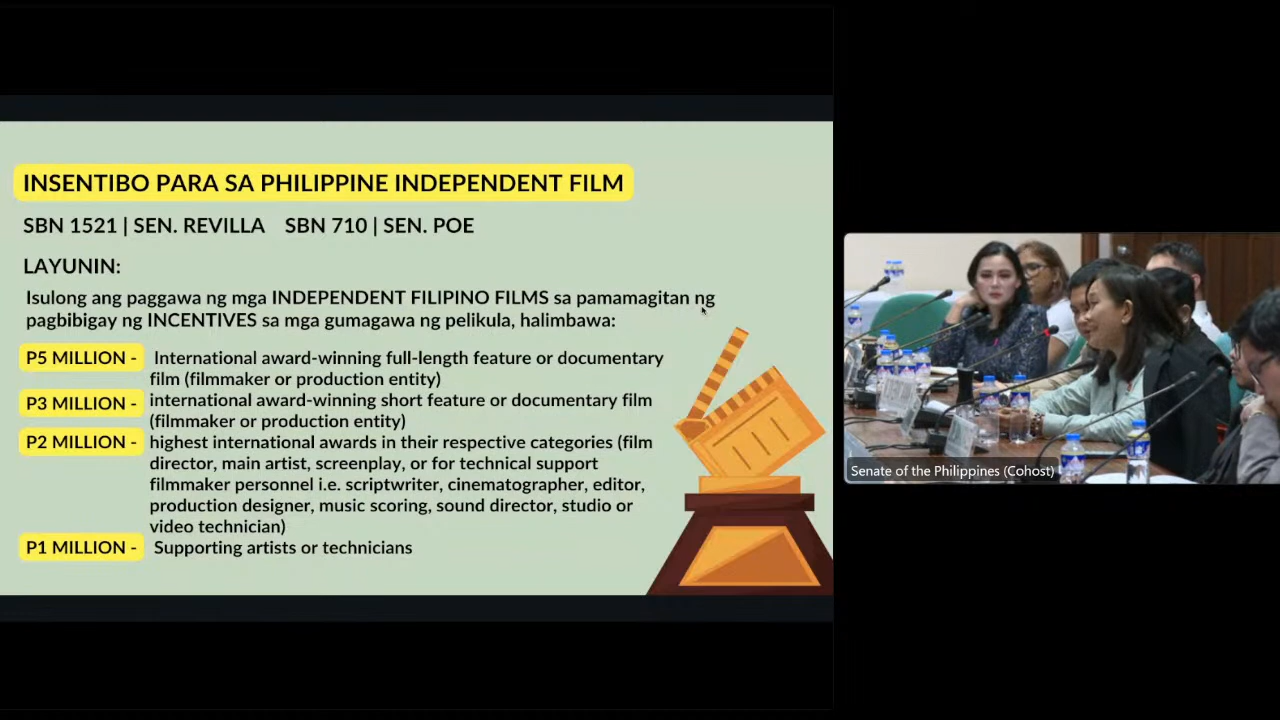 INSENTIBO PARA SA PHILIPPINE INDEPENDENT FILM
SBN 1521 | SEN. REVILLA SBN 710 | SEN. POE
LAYUNIN:
Isulong ang paggawa ng mga INDEPENDENT FILIPINO FILMS sa pamamagitan ng
pagbibigay ng INCENTIVES sa mga gumagawa ng pelikula, halimbawa:
P5 MILLION - International award-winning full-length feature or documentary
film (filmmaker or production entity)
P3 MILLION - international award-winning short feature or documentary film
(filmmaker or production entity)
P2 MILLION - highest international awards in their respective categories (film
director, main artist, screenplay, or for technical support
filmmaker personnel i.e. scriptwriter, cinematographer, editor,
production designer, music scoring, sound director, studio or
video technician)
P1 MILLION - Supporting artists or technicians
Senate of the Philippines (Cohost)